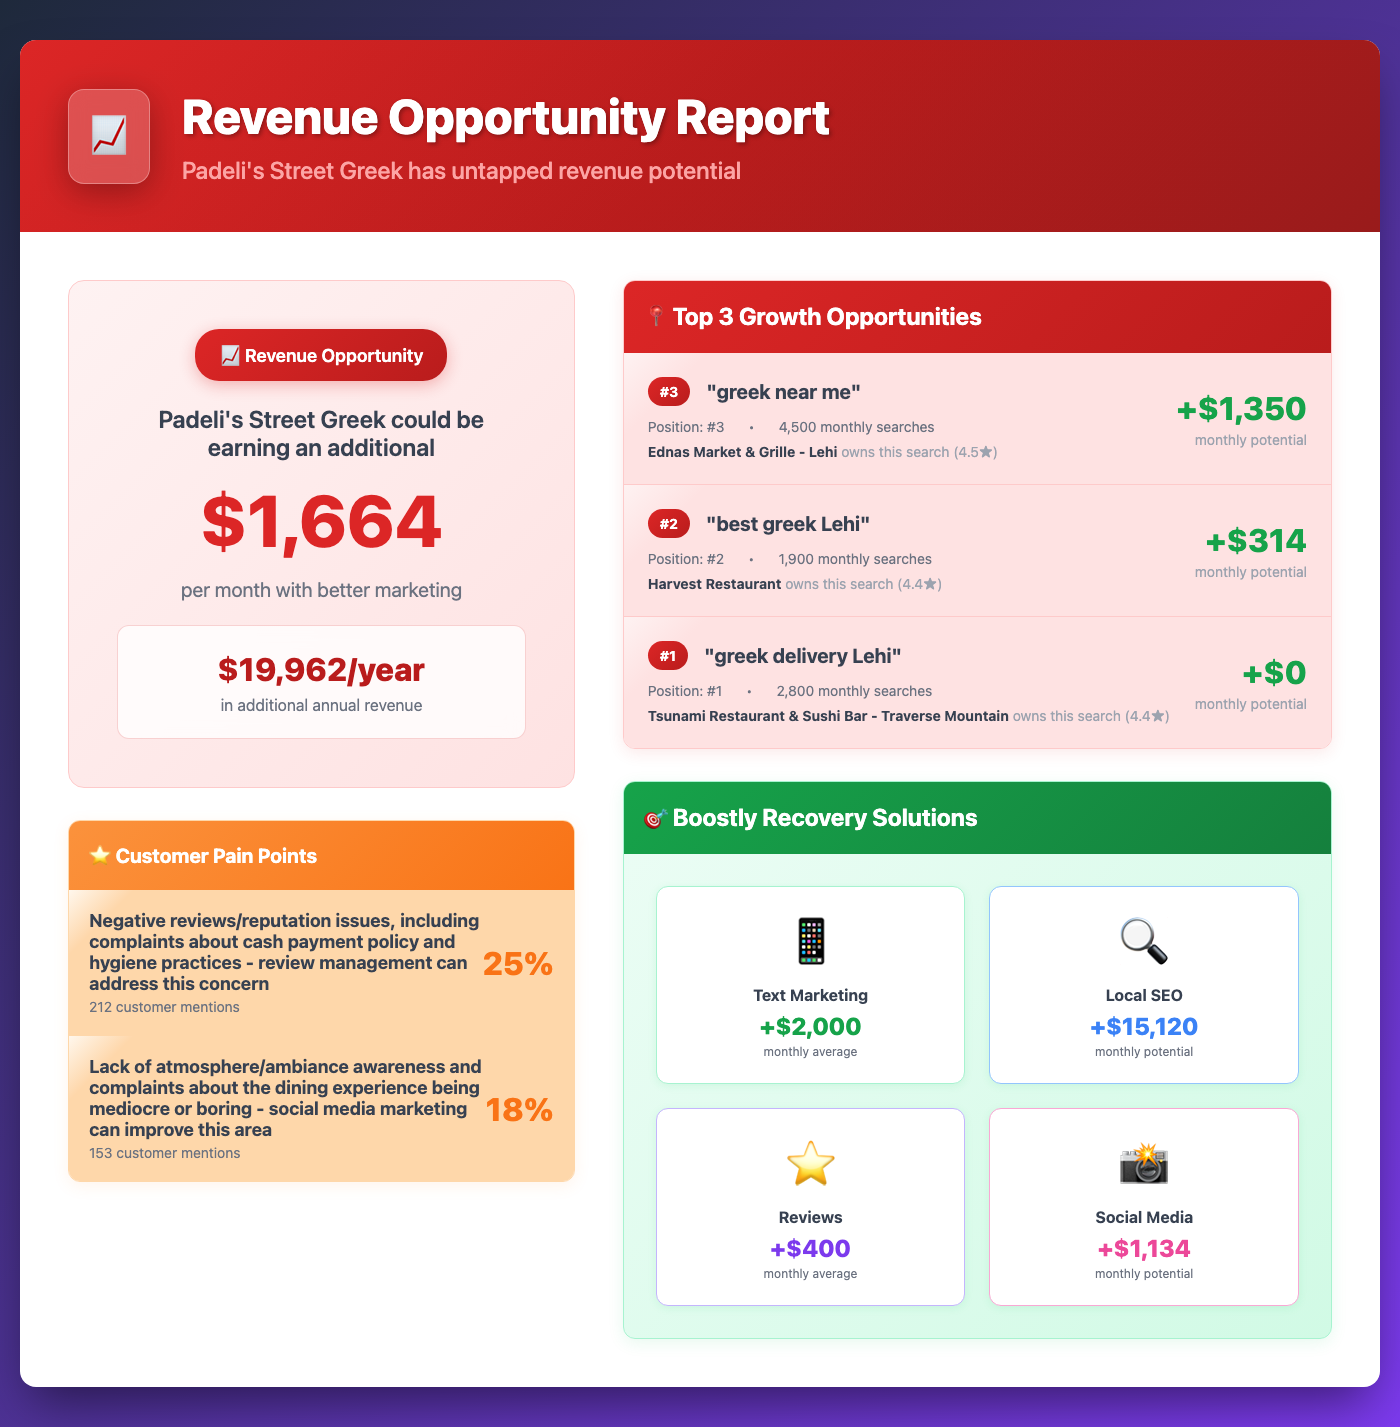 Revenue Opportunity Report
Padeli's Street Greek has untapped revenue potential
📈 Revenue Opportunity
Padeli's Street Greek could be
earning an additional
$1,664
per month with better marketing
$19,962/year
in additional annual revenue
⭐ Customer Pain Points
Negative reviews/reputation issues, including
complaints about cash payment policy and
hygiene practices - review management can
address this concern
212 customer mentions
25%
Lack of atmosphere/ambiance awareness and
complaints about the dining experience being
mediocre or boring - social media marketing
can improve this area
153 customer mentions
18%
📍 Top 3 Growth Opportunities
#3 "greek near me"
Position: #3 • 4,500 monthly searches
Ednas Market & Grille - Lehi owns this search (4.5★)
+$1,350
monthly potential
#2 "best greek Lehi"
Position: #2 • 1,900 monthly searches
Harvest Restaurant owns this search (4.4★)
+$314
monthly potential
#1 "greek delivery Lehi"
Position: #1 • 2,800 monthly searches
Tsunami Restaurant & Sushi Bar - Traverse Mountain owns this search (4.4★)
+$0
monthly potential
🎯 Boostly Recovery Solutions
Text Marketing
+$2,000
monthly average
Local SEO
+$15,120
monthly potential
Reviews
+$400
monthly average
Social Media
+$1,134
monthly potential